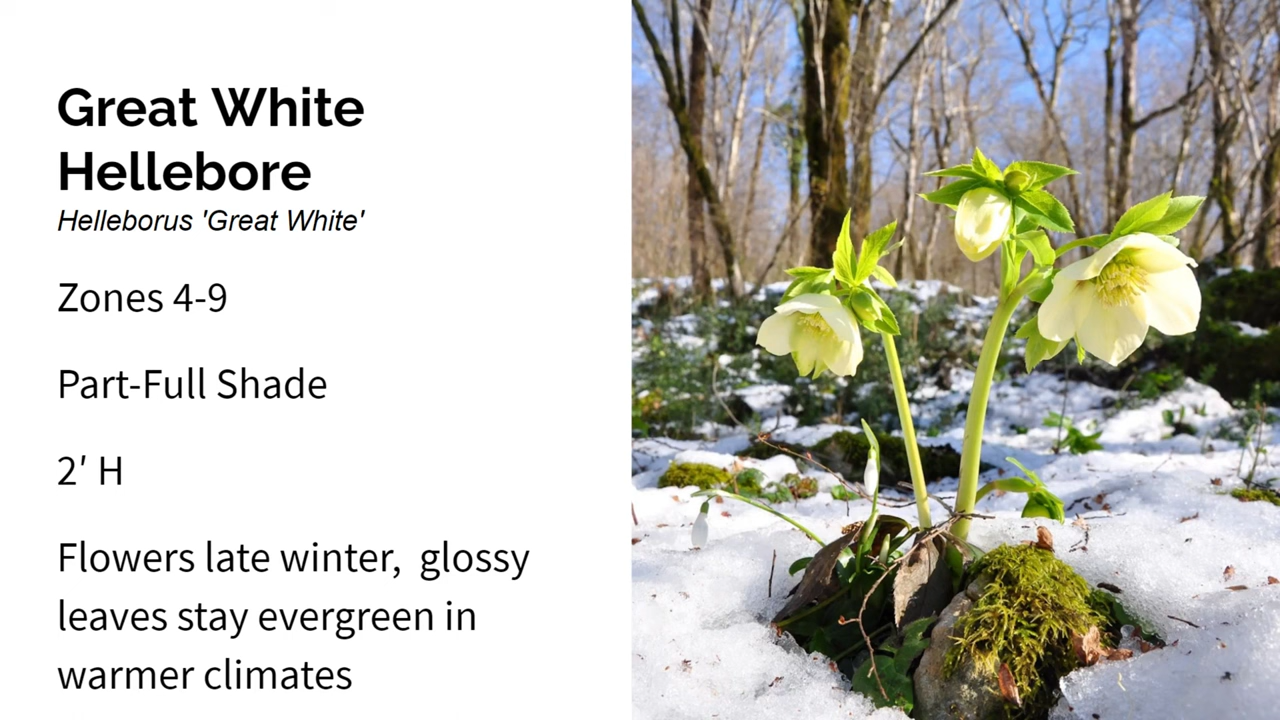 Great White
Hellebore
Helleborus 'Great White'
Zones 4-9
Part-Full Shade
2′ H
Flowers late winter,  glossy
leaves stay evergreen in
warmer climates